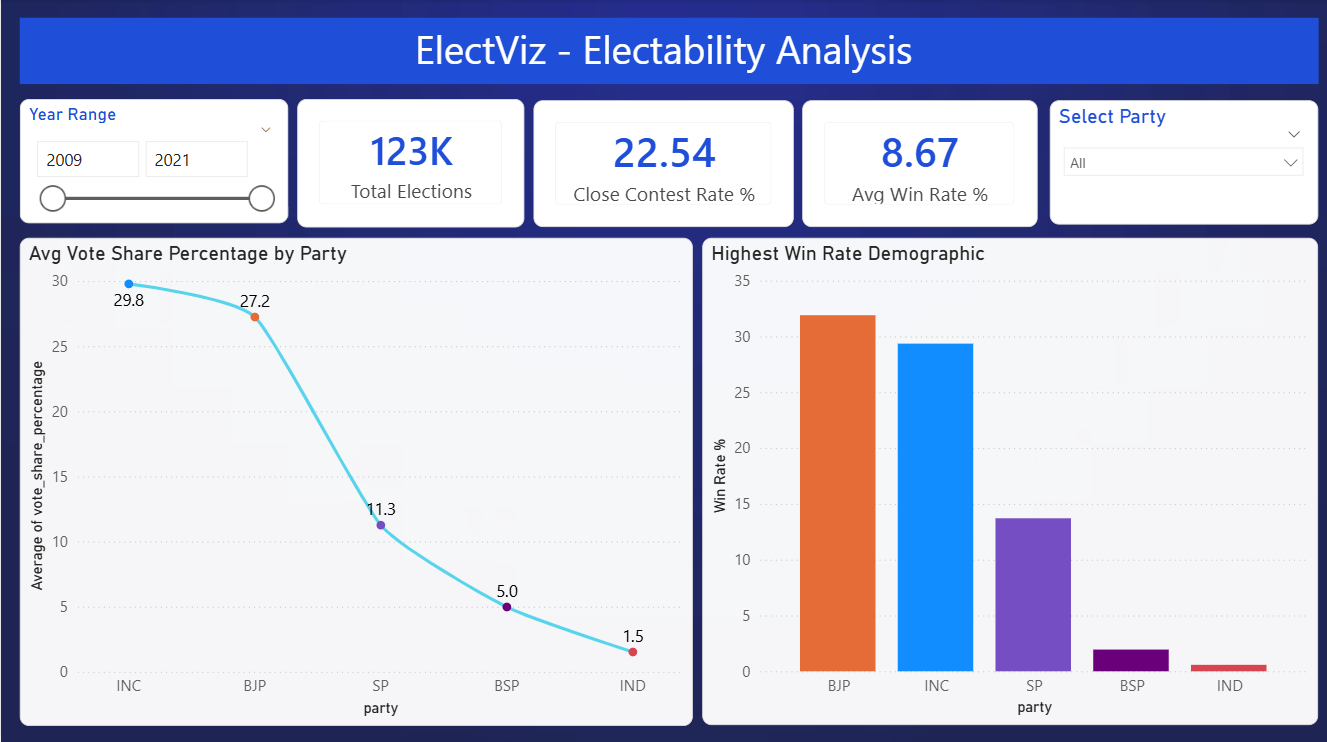 ElectViz - Electability Analysis
Year Range
2009 2021
123K
Total Elections
22.54
Close Contest Rate %
8.67
Avg Win Rate %
Select Party
All
Avg Vote Share Percentage by Party
Average of vote_share_percentage
30
25
20
15
10
5
0
29.8
27.2
11.3
5.0
1.5
INC BJP SP BSP IND
party
Highest Win Rate Demographic
Win Rate %
35
30
25
20
15
10
5
0
BJP INC SP BSP IND
party